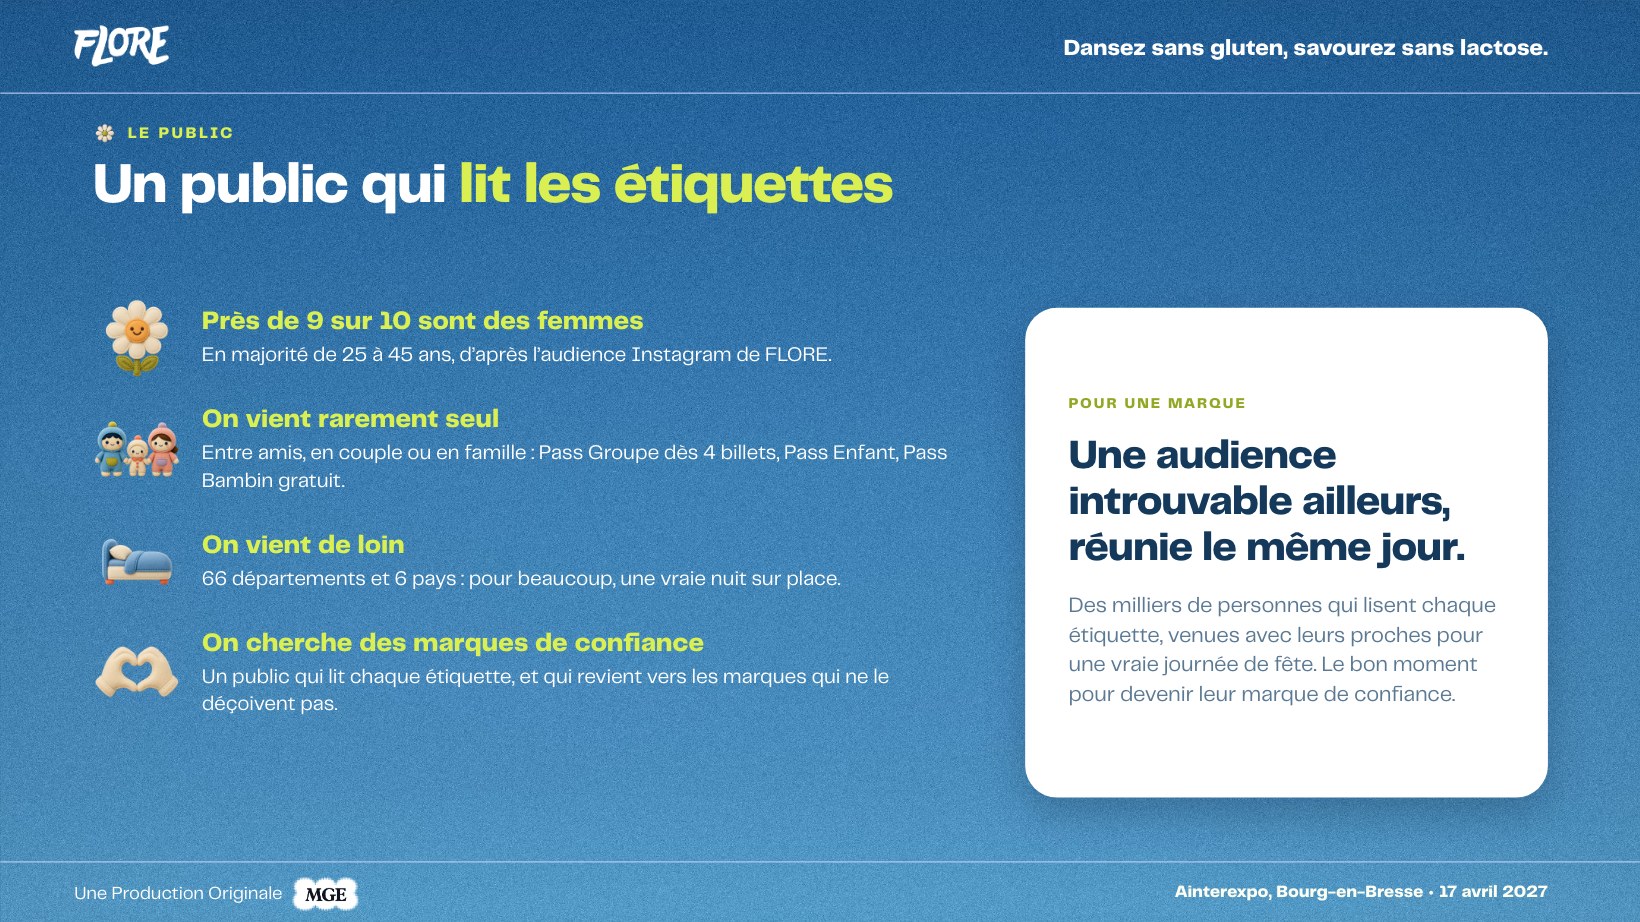 FLORE
Dansez sans gluten, savourez sans lactose.
LE PUBLIC
Un public qui lit les étiquettes
Près de 9 sur 10 sont des femmes
En majorité de 25 à 45 ans, d’après l’audience Instagram de FLORE.
On vient rarement seul
Entre amis, en couple ou en famille : Pass Groupe dès 4 billets, Pass Enfant, Pass
Bambin gratuit.
On vient de loin
66 départements et 6 pays : pour beaucoup, une vraie nuit sur place.
On cherche des marques de confiance
Un public qui lit chaque étiquette, et qui revient vers les marques qui ne le
déçoivent pas.
POUR UNE MARQUE
Une audience
introuvable ailleurs,
réunie le même jour.
Des milliers de personnes qui lisent chaque
étiquette, venues avec leurs proches pour
une vraie journée de fête. Le bon moment
pour devenir leur marque de confiance.
Une Production Originale MGE
Ainterexpo, Bourg-en-Bresse • 17 avril 2027